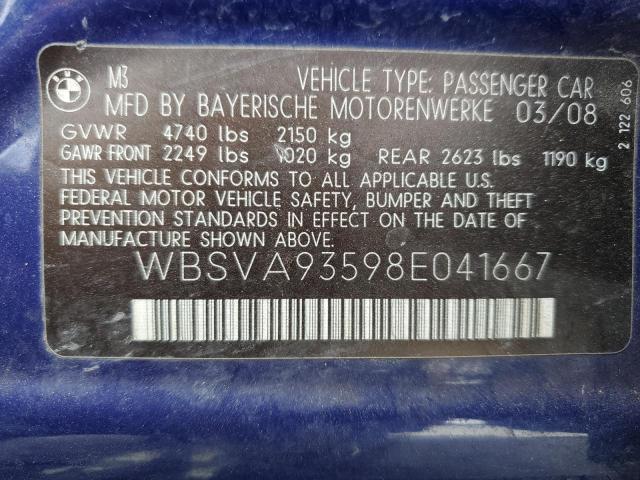 BMW
M3 VEHICLE TYPE: PASSENGER CAR
MFD BY BAYERISCHE MOTORENWERKE 03/08
GVWR 4740 lbs 2150 kg
GAWR FRONT 2249 lbs 1020 kg REAR 2623 lbs 1190 kg
THIS VEHICLE CONFORMS TO ALL APPLICABLE U.S.
FEDERAL MOTOR VEHICLE SAFETY, BUMPER AND THEFT
PREVENTION STANDARDS IN EFFECT ON THE DATE OF
MANUFACTURE SHOWN ABOVE.
WBSVA93598E041667
2 122 606